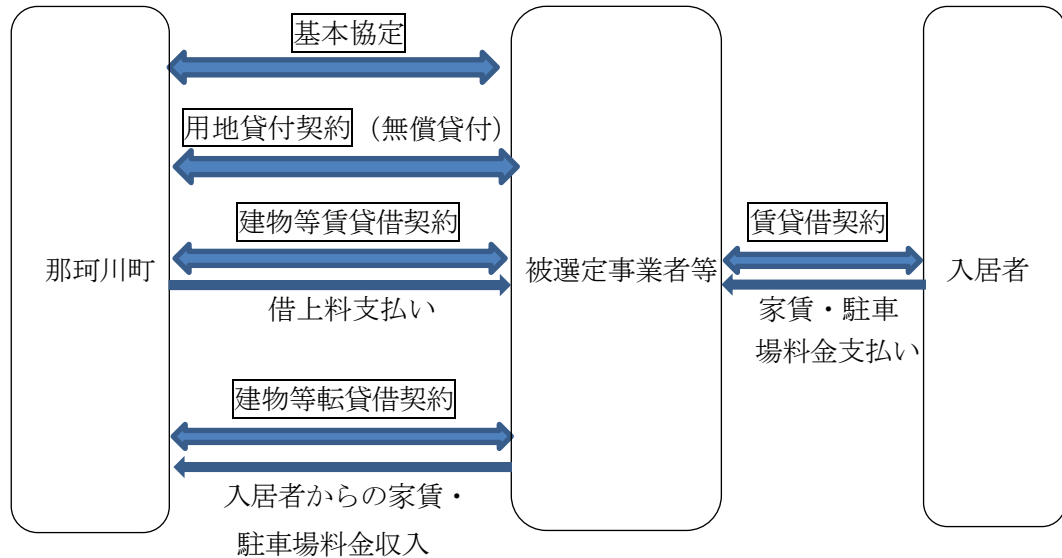 基本協定
用地貸付契約（無償貸付）
建物等賃貸借契約
賃貸借契約
那珂川町
被選定事業者等
入居者
借上料支払い
家賃・駐車
場料金支払い
建物等転貸借契約
入居者からの家賃・
駐車場料金収入